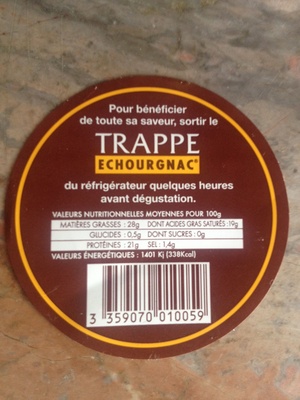 Pour bénéficier
de toute sa saveur, sortir le
TRAPPE
ECHOURGNAC®
du réfrigérateur quelques heures
avant dégustation.
VALEURS NUTRITIONNELLES MOYENNES POUR 100g
MATIÈRES GRASSES : 28g DONT ACIDES GRAS SATURÉS :19g
GLUCIDES : 0,5g DONT SUCRES : 0g
PROTÉINES : 21g SEL : 1,4g
VALEURS ÉNERGÉTIQUES : 1401 Kj (338Kcal)
3 359070 010059